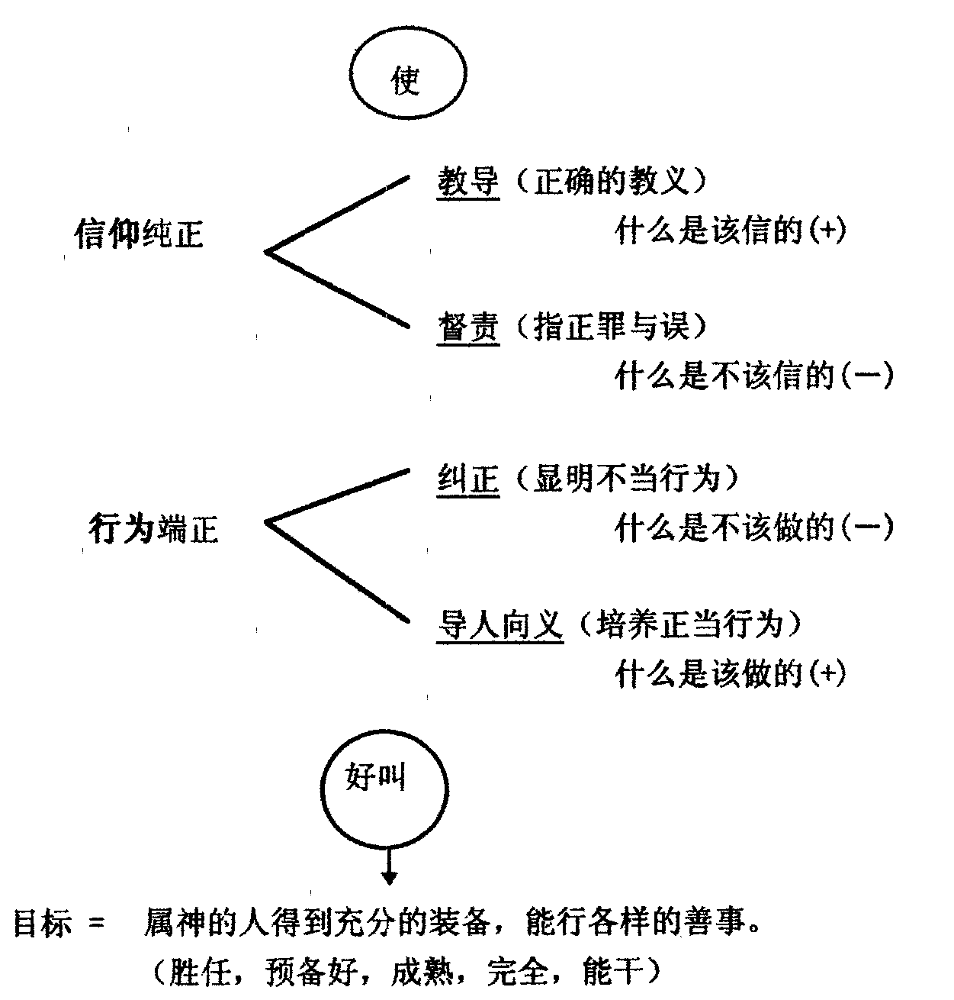 使
教导（正确的教义）
什么是该信的(+)
信仰纯正
督责（指正罪与误）
什么是不该信的(一)
纠正（显明不当行为）
什么是不该做的(一)
行为端正
导人向义（培养正当行为）
什么是该做的(+)
好叫
目标 = 属神的人得到充分的装备，能行各样的善事。
（胜任，预备好，成熟，完全，能干）